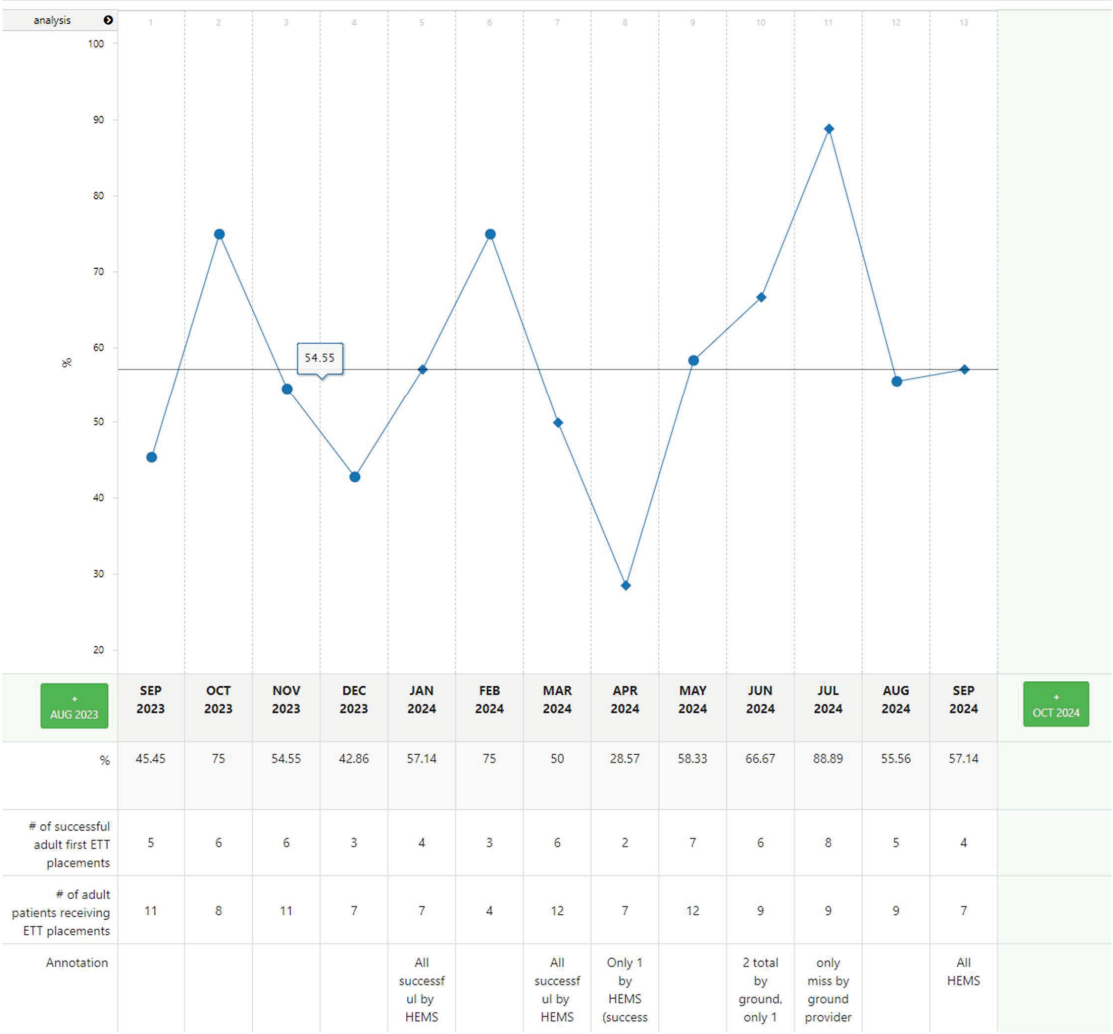 analysis
1 2 3 4 5 6 7 8 9 10 11 12 13
100
90
80
70
60
50
40
30
20
%
54.55
+
AUG 2023
SEP 2023
OCT 2023
NOV 2023
DEC 2023
JAN 2024
FEB 2024
MAR 2024
APR 2024
MAY 2024
JUN 2024
JUL 2024
AUG 2024
SEP 2024
+
OCT 2024
% 45.45 75 54.55 42.86 57.14 75 50 28.57 58.33 66.67 88.89 55.56 57.14
# of successful
adult first ETT
placements
5 6 6 3 4 3 6 2 7 6 8 5 4
# of adult
patients receiving
ETT placements
11 8 11 7 7 4 12 7 12 9 9 9 7
Annotation
All
successf
ul by
HEMS
All
successf
ul by
HEMS
Only 1
by
HEMS
(success
2 total
by
ground,
only 1
only
miss by
ground
provider
All
HEMS